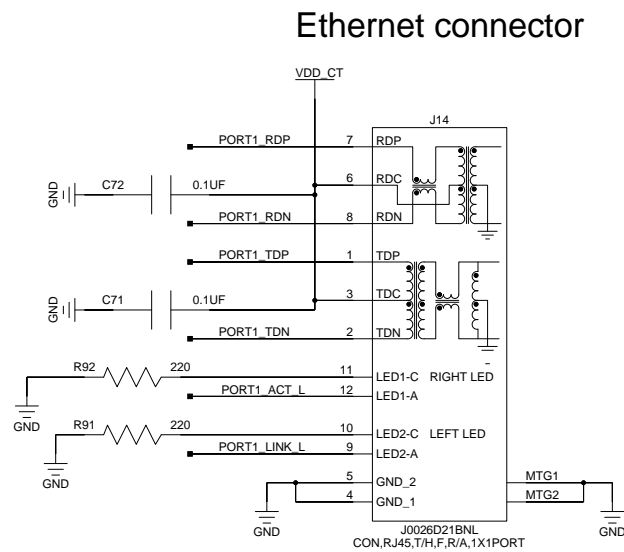 Ethernet connector
VDD_CT
J14
PORT1_RDP 7 RDP
GND C72 0.1UF 6 RDC
PORT1_RDN 8 RDN
PORT1_TDP 1 TDP
GND C71 0.1UF 3 TDC
PORT1_TDN 2 TDN
R92 220 11 LED1-C RIGHT LED
PORT1_ACT_L 12 LED1-A
GND
R91 220 10 LED2-C LEFT LED
PORT1_LINK_L 9 LED2-A
GND
5 GND_2 MTG1
4 GND_1 MTG2
GND GND
J0026D21BNL
CON,RJ45,T/H,F,R/A,1X1PORT